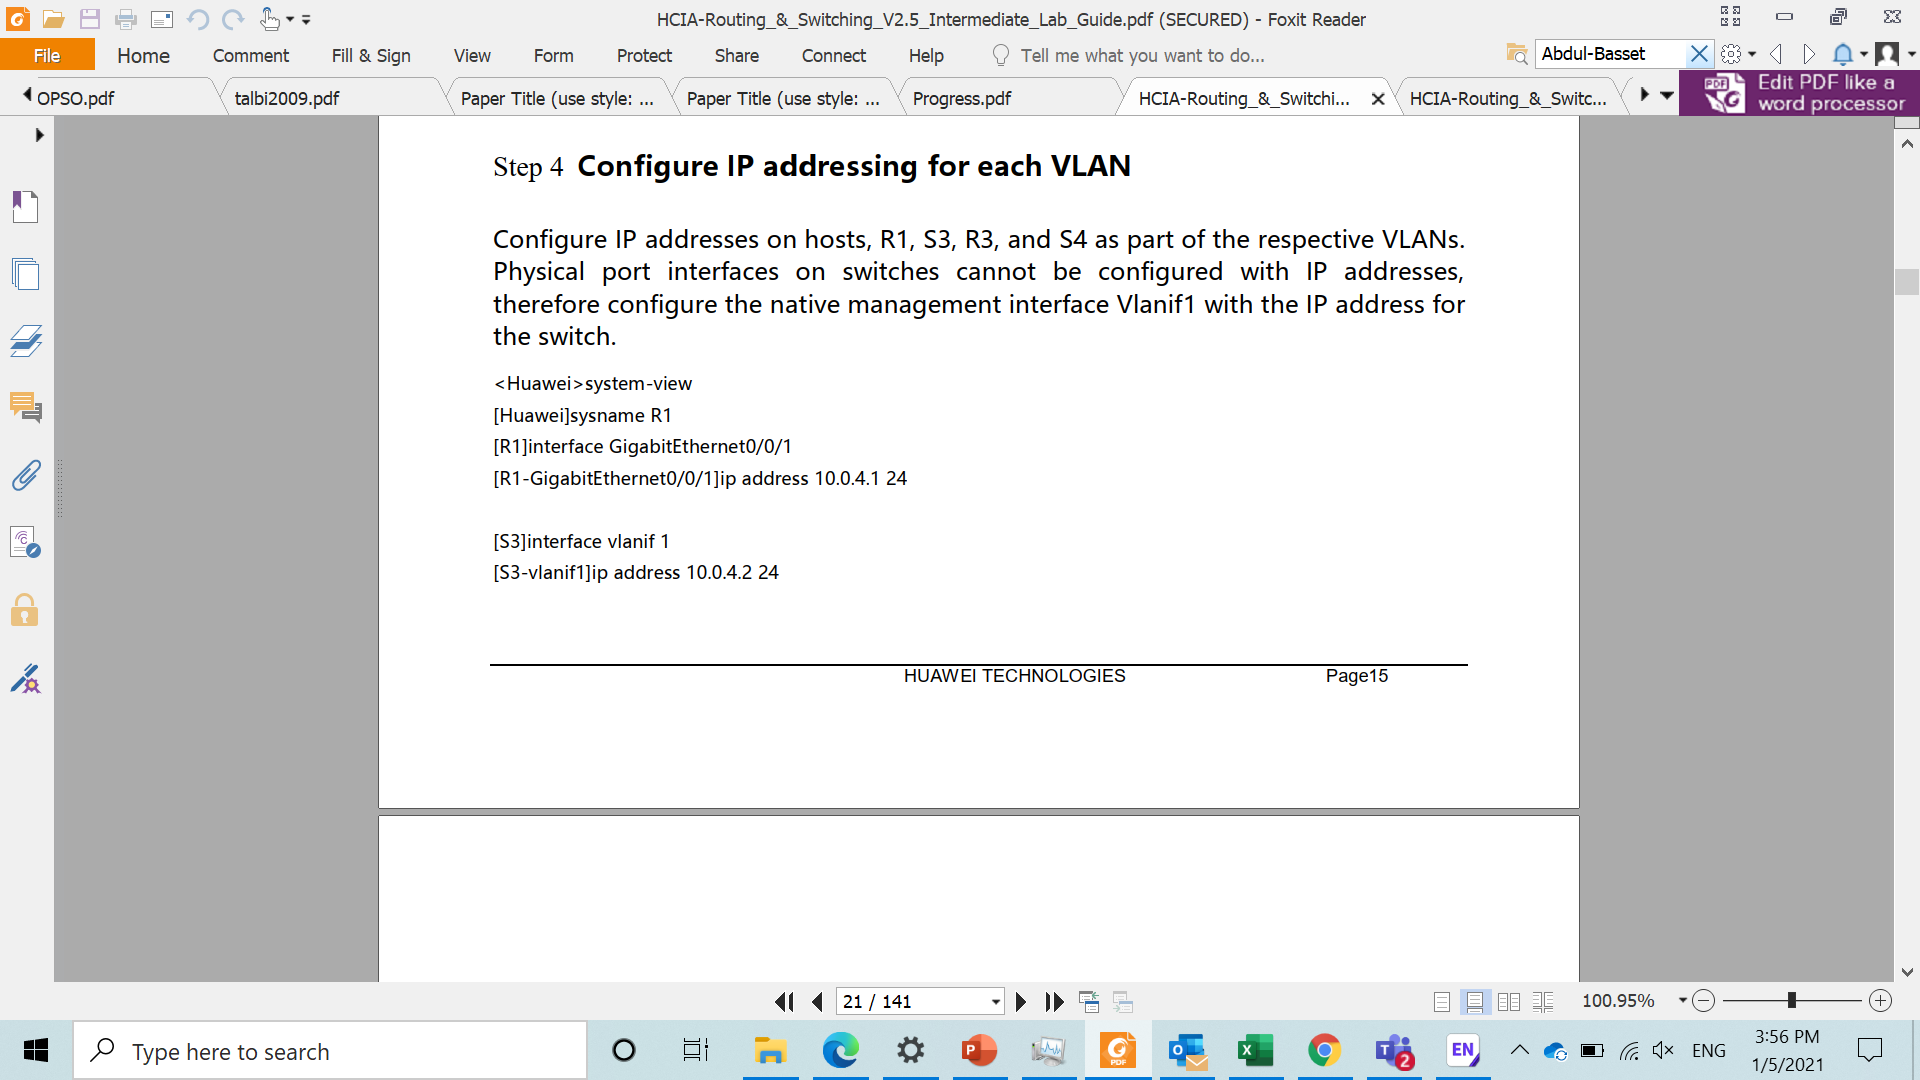 HCIA-Routing_&_Switching_V2.5_Intermediate_Lab_Guide.pdf (SECURED) - Foxit Reader
File Home Comment Fill & Sign View Form Protect Share Connect Help Tell me what you want to do... Abdul-Basset
OPSO.pdf talbi2009.pdf Paper Title (use style: ... Paper Title (use style: ... Progress.pdf HCIA-Routing_&_Switchi... HCIA-Routing_&_Switc...
Edit PDF like a
word processor
Step 4 Configure IP addressing for each VLAN
Configure IP addresses on hosts, R1, S3, R3, and S4 as part of the respective VLANs.
Physical port interfaces on switches cannot be configured with IP addresses,
therefore configure the native management interface Vlanif1 with the IP address for
the switch.
<Huawei>system-view
[Huawei]sysname R1
[R1]interface GigabitEthernet0/0/1
[R1-GigabitEthernet0/0/1]ip address 10.0.4.1 24
[S3]interface vlanif 1
[S3-vlanif1]ip address 10.0.4.2 24
HUAWEI TECHNOLOGIES Page15
21 / 141 100.95%
Type here to search
ENG
3:56 PM
1/5/2021
EN
2